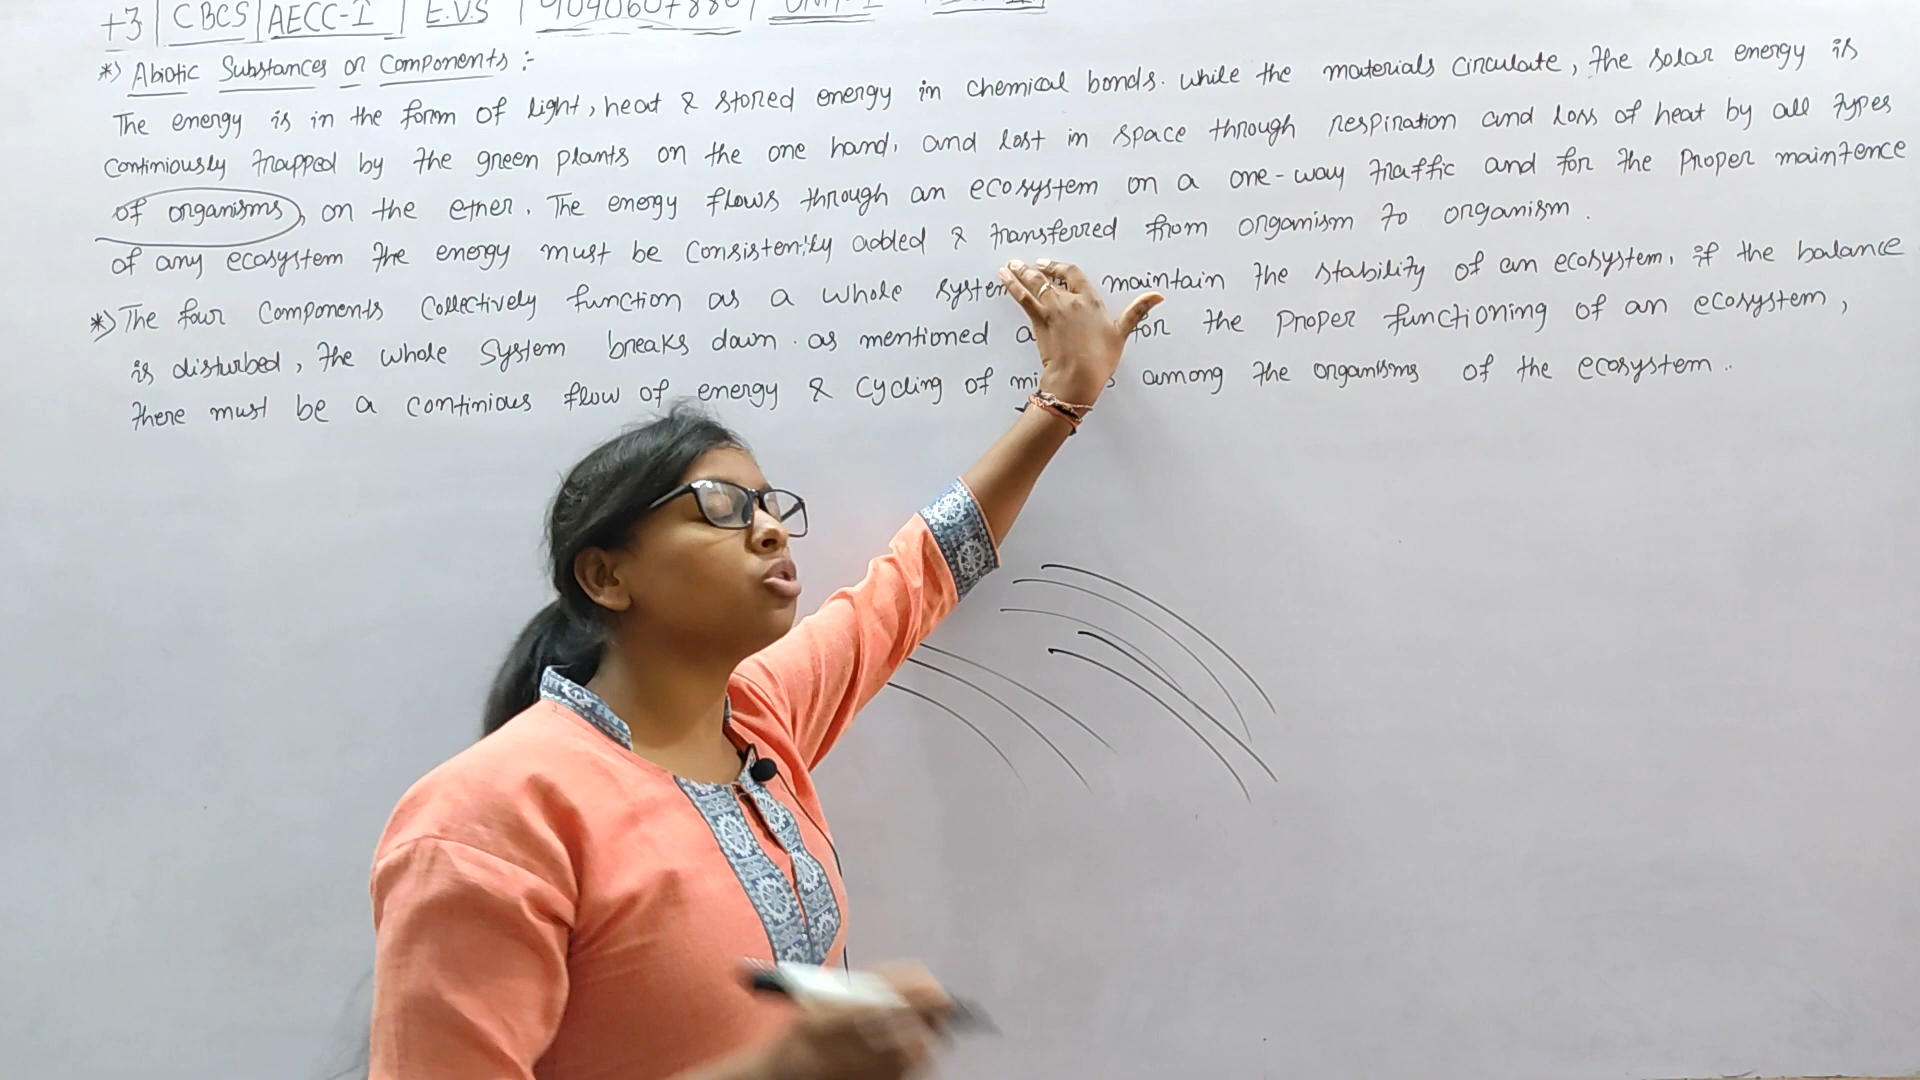 +3 | CBCS | AECC-I | E.V.S | 9040607880 | UNIT-I
*) Abiotic Substances or Components :-
The energy is in the form of light, heat & stored energy in chemical bonds. while the materials circulate, the solar energy is
continiously trapped by the green plants on the one hand, and lost in space through respiration and loss of heat by all types
of organisms, on the other. The energy flows through an ecosystem on a one-way traffic and for the proper maintence
of any ecosystem the energy must be consistently added & transferred from organism to organism.
*) The four components collectively function as a whole system maintain the stability of an ecosystem, if the balance
is disturbed, the whole system breaks down. as mentioned for the proper functioning of an ecosystem,
there must be a continious flow of energy & cycling of among the organisms of the ecosystem..